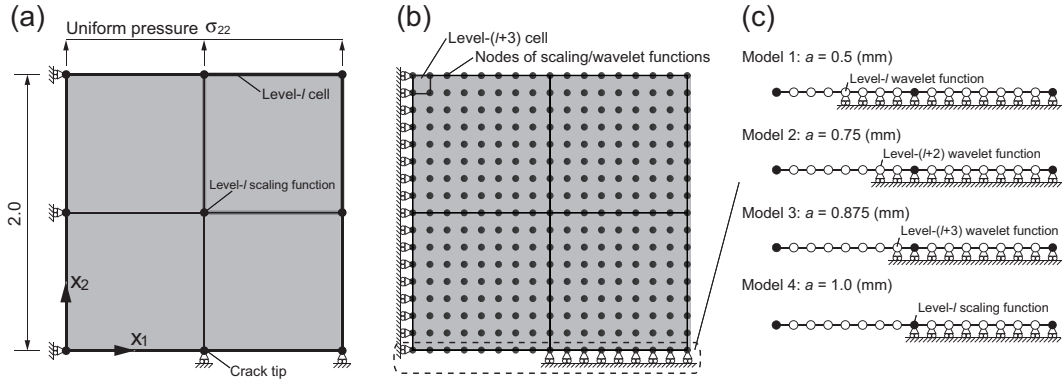 (a)
Uniform pressure σ22
Level-l cell
Level-l scaling function
2.0
X2
X1
Crack tip
(b)
Level-(l+3) cell
Nodes of scaling/wavelet functions
(c)
Model 1: a = 0.5 (mm)
Level-l wavelet function
Model 2: a = 0.75 (mm)
Level-(l+2) wavelet function
Model 3: a = 0.875 (mm)
Level-(l+3) wavelet function
Model 4: a = 1.0 (mm)
Level-l scaling function